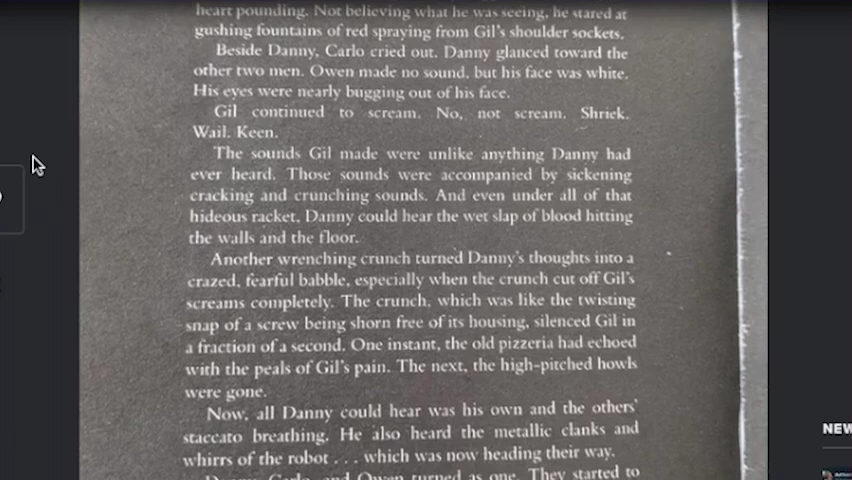 heart pounding. Not believing what he was seeing, he stared at
gushing fountains of red spraying from Gil's shoulder sockets.
Beside Danny, Carlo cried out. Danny glanced toward the
other two men. Owen made no sound, but his face was white.
His eyes were nearly bugging out of his face.
Gil continued to scream. No, not scream. Shriek.
Wail. Keen.
The sounds Gil made were unlike anything Danny had
ever heard. Those sounds were accompanied by sickening
cracking and crunching sounds. And even under all of that
hideous racket, Danny could hear the wet slap of blood hitting
the walls and the floor.
Another wrenching crunch turned Danny's thoughts into a
crazed, fearful babble, especially when the crunch cut off Gil's
screams completely. The crunch, which was like the twisting
snap of a screw being shorn free of its housing, silenced Gil in
a fraction of a second. One instant, the old pizzeria had echoed
with the peals of Gil's pain. The next, the high-pitched howls
were gone.
Now, all Danny could hear was his own and the others'
staccato breathing. He also heard the metallic clanks and
whirrs of the robot . . . which was now heading their way.
Danny, Carlo, and Owen turned as one. They started to
NEW